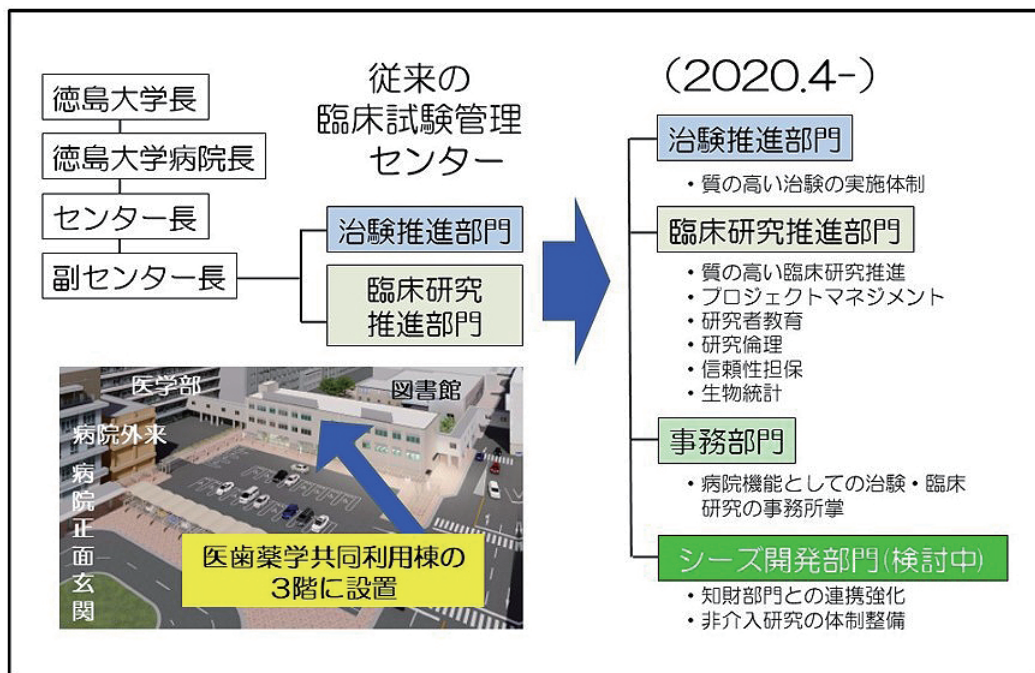 徳島大学長
徳島大学病院長
センター長
副センター長
従来の
臨床試験管理
センター
治験推進部門
臨床研究
推進部門
医学部
図書館
病院外来
病院正面玄関
医歯薬学共同利用棟の
3階に設置
（2020.4-）
治験推進部門
・質の高い治験の実施体制
臨床研究推進部門
・質の高い臨床研究推進
・プロジェクトマネジメント
・研究者教育
・研究倫理
・信頼性担保
・生物統計
事務部門
・病院機能としての治験・臨床
研究の事務所掌
シーズ開発部門(検討中)
・知財部門との連携強化
・非介入研究の体制整備